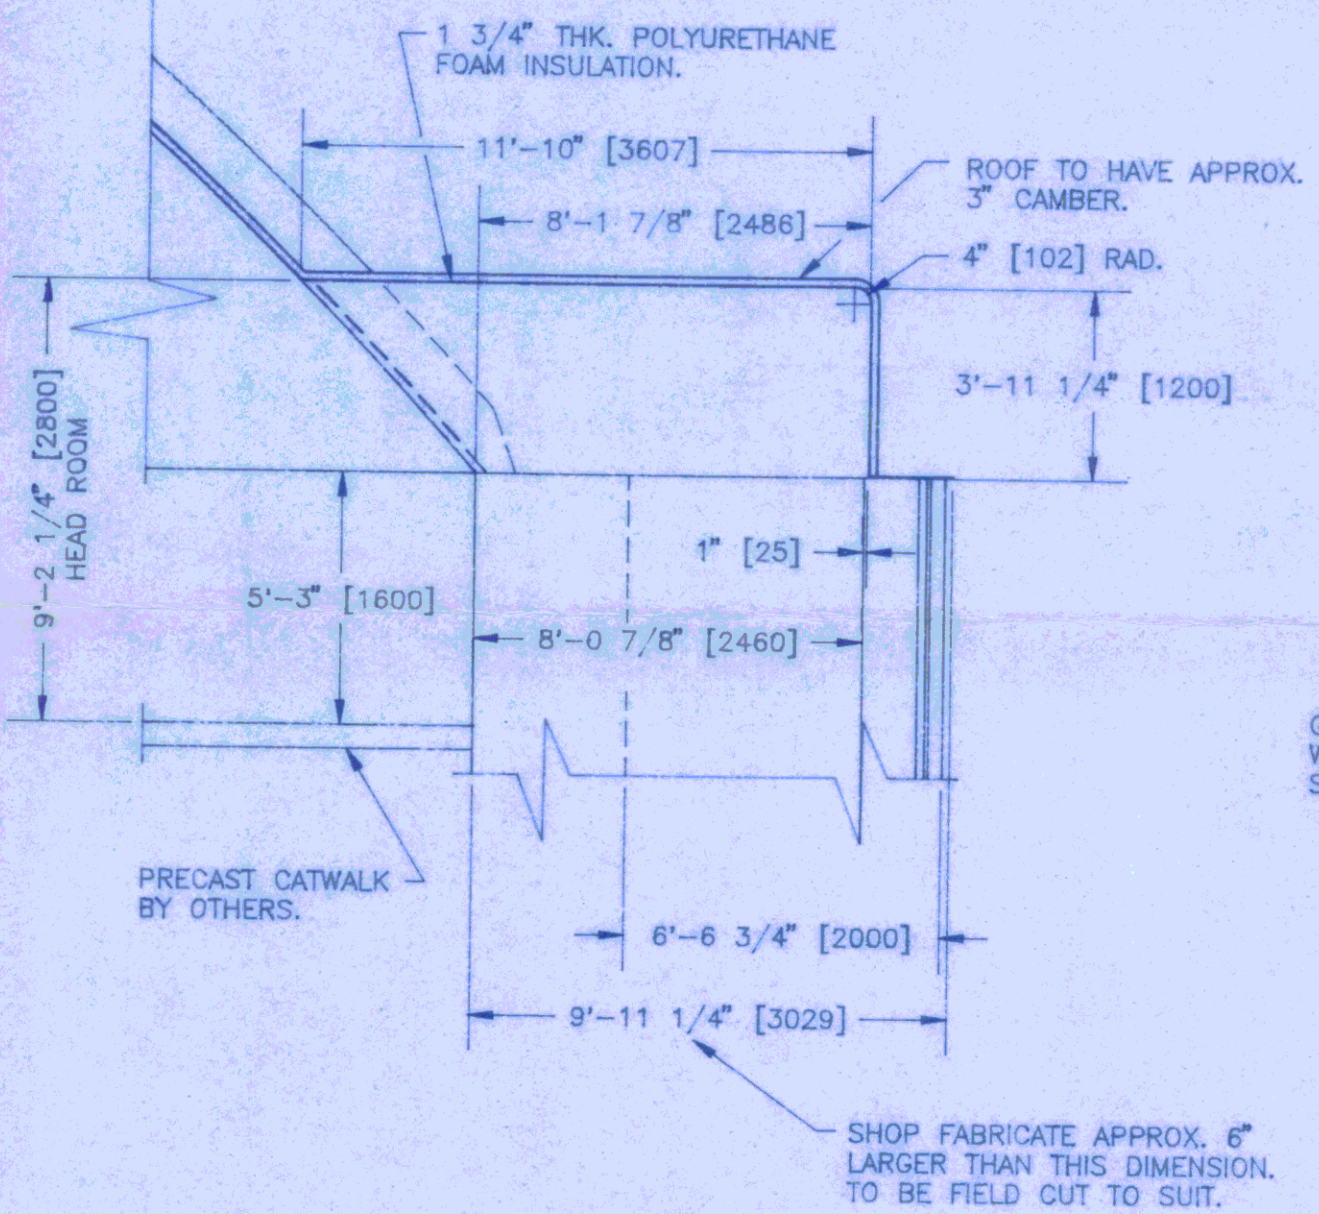 1 3/4" THK. POLYURETHANE
FOAM INSULATION.
11'-10" [3607]
ROOF TO HAVE APPROX.
3" CAMBER.
8'-1 7/8" [2486]
4" [102] RAD.
3'-11 1/4" [1200]
9'-2 1/4" [2800]
HEAD ROOM
1" [25]
5'-3" [1600]
8'-0 7/8" [2460]
PRECAST CATWALK
BY OTHERS.
6'-6 3/4" [2000]
9'-11 1/4" [3029]
SHOP FABRICATE APPROX. 6"
LARGER THAN THIS DIMENSION.
TO BE FIELD CUT TO SUIT.